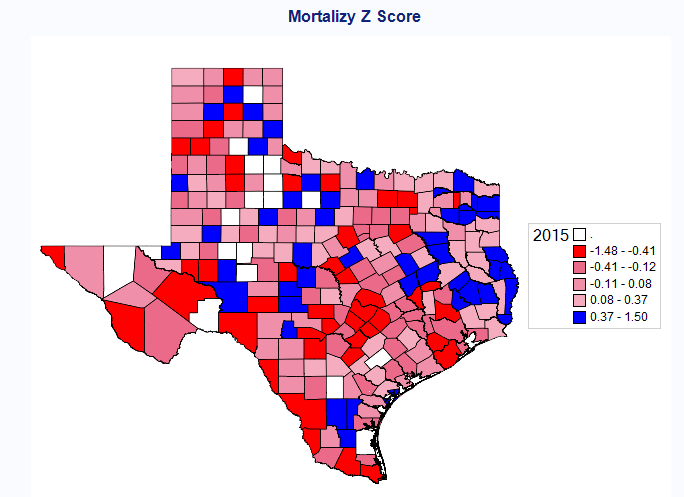 Mortalizy Z Score
2015 .
-1.48 - -0.41
-0.41 - -0.12
-0.11 - 0.08
0.08 - 0.37
0.37 - 1.50